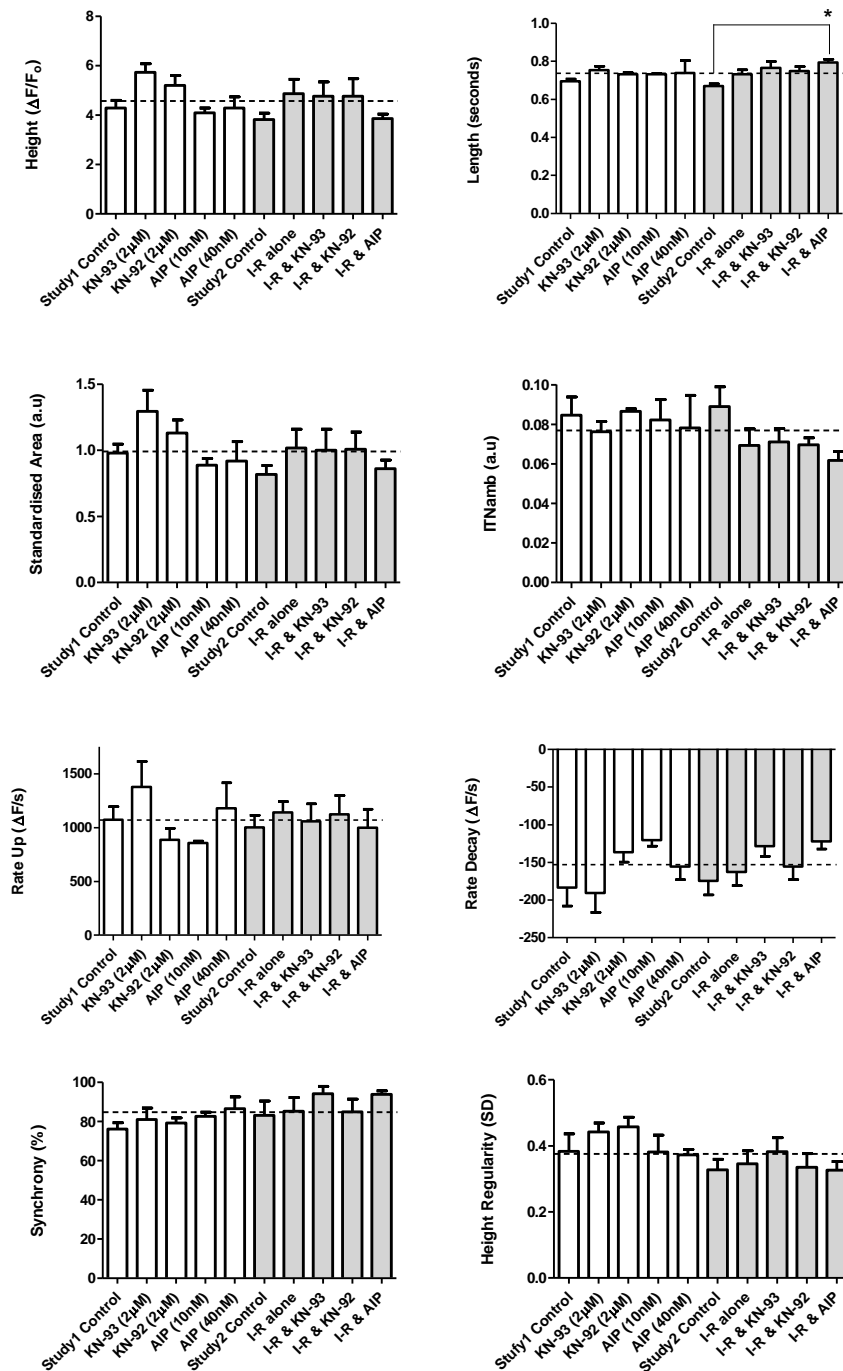 Height (ΔF/Fo)
8
6
4
2
0
Study1 Control
KN-93 (2µM)
KN-92 (2µM)
AIP (10nM)
AIP (40nM)
Study2 Control
I-R alone
I-R & KN-93
I-R & KN-92
I-R & AIP
Length (seconds)
1.0
0.8
0.6
0.4
0.2
0.0
*
Study1 Control
KN-93 (2µM)
KN-92 (2µM)
AIP (10nM)
AIP (40nM)
Study2 Control
I-R alone
I-R & KN-93
I-R & KN-92
I-R & AIP
Standardised Area (a.u)
1.5
1.0
0.5
0.0
Study1 Control
KN-93 (2µM)
KN-92 (2µM)
AIP (10nM)
AIP (40nM)
Study2 Control
I-R alone
I-R & KN-93
I-R & KN-92
I-R & AIP
ITNamb (a.u)
0.10
0.08
0.06
0.04
0.02
0.00
Study1 Control
KN-93 (2µM)
KN-92 (2µM)
AIP (10nM)
AIP (40nM)
Study2 Control
I-R alone
I-R & KN-93
I-R & KN-92
I-R & AIP
Rate Up (ΔF/s)
1500
1000
500
0
Study1 Control
KN-93 (2µM)
KN-92 (2µM)
AIP (10nM)
AIP (40nM)
Study2 Control
I-R alone
I-R & KN-93
I-R & KN-92
I-R & AIP
Rate Decay (ΔF/s)
0
-50
-100
-150
-200
-250
Study1 Control
KN-93 (2µM)
KN-92 (2µM)
AIP (10nM)
AIP (40nM)
Study2 Control
I-R alone
I-R & KN-93
I-R & KN-92
I-R & AIP
Synchrony (%)
100
80
60
40
20
0
Study1 Control
KN-93 (2µM)
KN-92 (2µM)
AIP (10nM)
AIP (40nM)
Study2 Control
I-R alone
I-R & KN-93
I-R & KN-92
I-R & AIP
Height Regularity (SD)
0.6
0.4
0.2
0.0
Stufy1 Control
KN-93 (2µM)
KN-92 (2µM)
AIP (10nM)
AIP (40nM)
Study2 Control
I-R alone
I-R & KN-93
I-R & KN-92
I-R & AIP